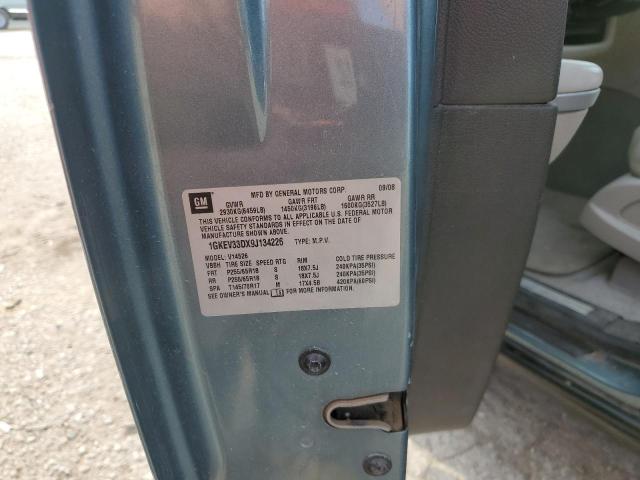 GM
MFD BY GENERAL MOTORS CORP. 09/08
GVWR GAWR FRT GAWR RR
2930KG(6459LB) 1450KG(3196LB) 1600KG(3527LB)
THIS VEHICLE CONFORMS TO ALL APPLICABLE U.S. FEDERAL MOTOR
VEHICLE SAFETY STANDARDS IN EFFECT ON THE DATE OF
MANUFACTURE SHOWN ABOVE.
1GKEV33DX9J134226 TYPE: M.P.V.
MODEL: V14526
VEH TIRE SIZE SPEED RTG RIM COLD TIRE PRESSURE
FRT P255/65R18 S 18X7.5J 240KPA(35PSI)
RR P255/65R18 S 18X7.5J 240KPA(35PSI)
SPA T145/70R17 M 17X4.5B 420KPA(60PSI)
SEE OWNER'S MANUAL FOR MORE INFORMATION.